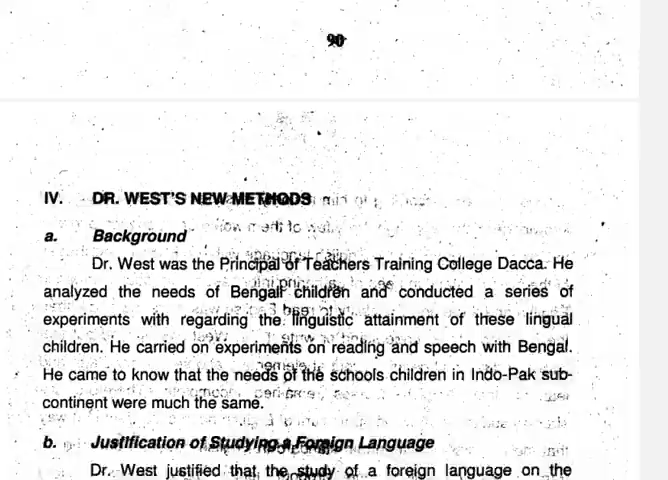 90
IV. DR. WEST'S NEW METHODS
a. Background
Dr. West was the Principal of Teachers Training College Dacca. He
analyzed the needs of Bengali children and conducted a series of
experiments with regarding the linguistic attainment of these lingual
children. He carried on experiments on reading and speech with Bengal.
He came to know that the needs of the schools children in Indo-Pak sub-
continent were much the same.
b. Justification of Studying a Foreign Language
Dr. West justified that the study of a foreign language on the